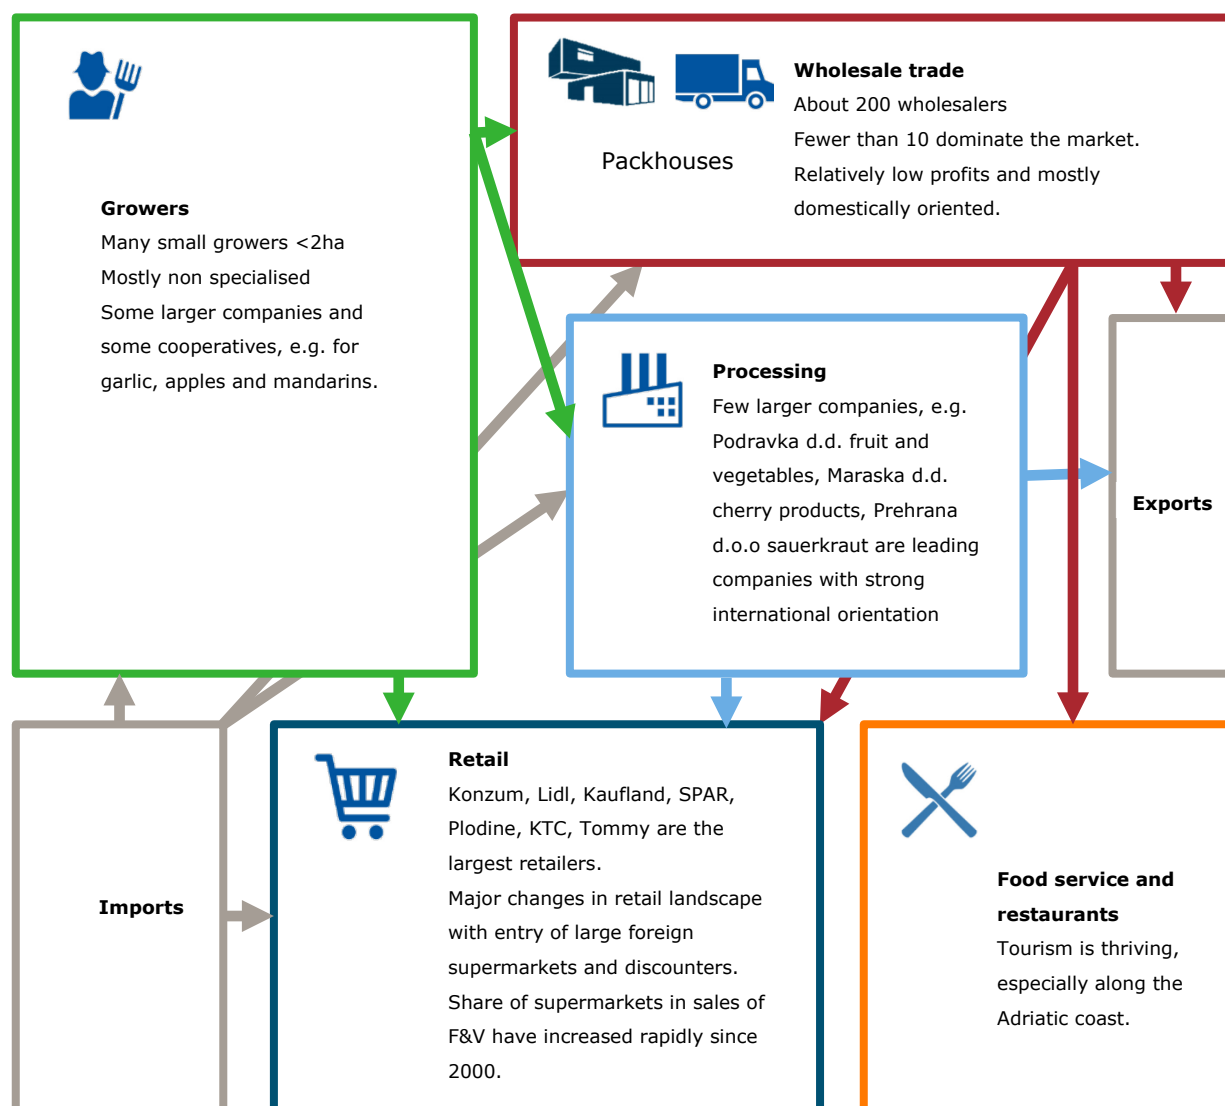 Growers
Many small growers <2ha
Mostly non specialised
Some larger companies and
some cooperatives, e.g. for
garlic, apples and mandarins.
Packhouses
Wholesale trade
About 200 wholesalers
Fewer than 10 dominate the market.
Relatively low profits and mostly
domestically oriented.
Processing
Few larger companies, e.g.
Podravka d.d. fruit and
vegetables, Maraska d.d.
cherry products, Prehrana
d.o.o sauerkraut are leading
companies with strong
international orientation
Exports
Imports
Retail
Konzum, Lidl, Kaufland, SPAR,
Plodine, KTC, Tommy are the
largest retailers.
Major changes in retail landscape
with entry of large foreign
supermarkets and discounters.
Share of supermarkets in sales of
F&V have increased rapidly since
2000.
Food service and
restaurants
Tourism is thriving,
especially along the
Adriatic coast.